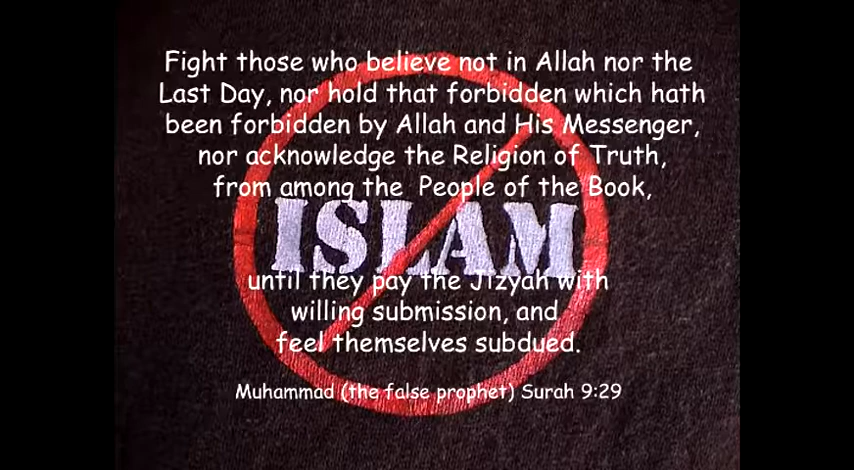 Fight those who believe not in Allah nor the
Last Day, nor hold that forbidden which hath
been forbidden by Allah and His Messenger,
nor acknowledge the Religion of Truth,
from among the People of the Book,
ISLAM
until they pay the Jizyah with
willing submission, and
feel themselves subdued.
Muhammad (the false prophet) Surah 9:29